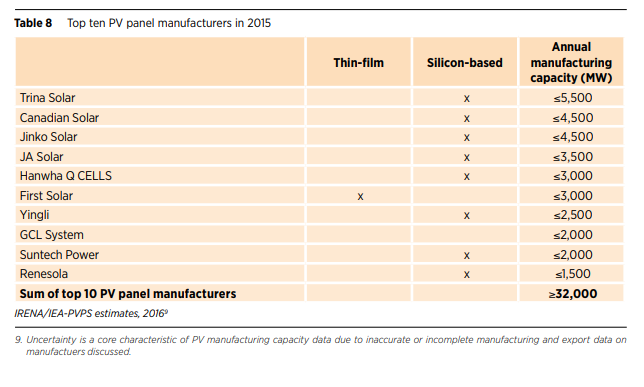 Table 8 Top ten PV panel manufacturers in 2015
Thin-film Silicon-based Annual manufacturing capacity (MW)
Trina Solar x ≤5,500
Canadian Solar x ≤4,500
Jinko Solar x ≤4,500
JA Solar x ≤3,500
Hanwha Q CELLS x ≤3,000
First Solar x ≤3,000
Yingli x ≤2,500
GCL System ≤2,000
Suntech Power x ≤2,000
Renesola x ≤1,500
Sum of top 10 PV panel manufacturers ≥32,000
IRENA/IEA-PVPS estimates, 2016⁹
9. Uncertainty is a core characteristic of PV manufacturing capacity data due to inaccurate or incomplete manufacturing and export data on
manufactuers discussed.